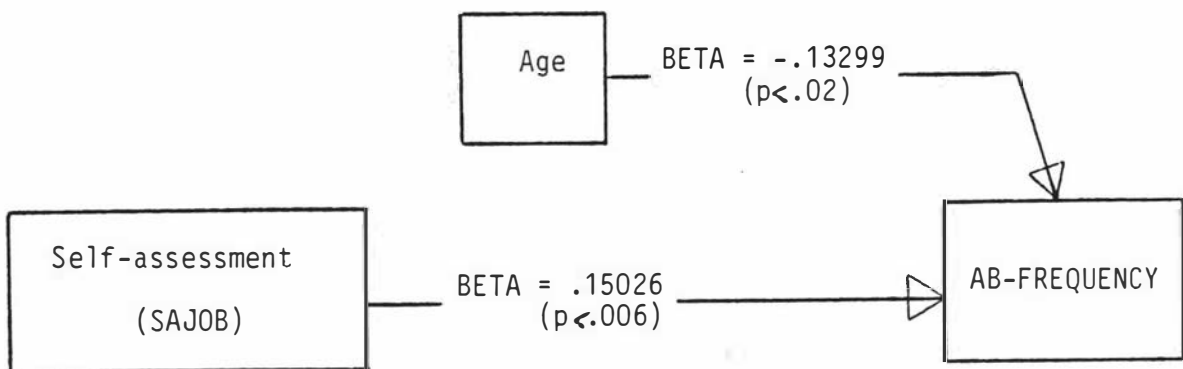 Age
BETA = -.13299
(p<.02)
Self-assessment
(SAJOB)
BETA = .15026
(p<.006)
AB-FREQUENCY